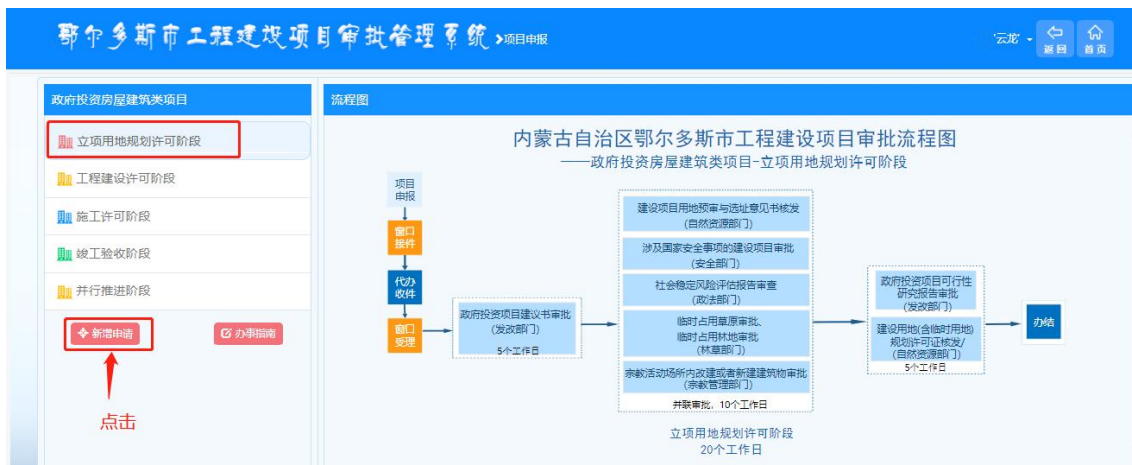 鄂尔多斯市工程建设项目审批管理系统
>项目申报
'云龙'
返回
首页
政府投资房屋建筑类项目
立项用地规划许可阶段
工程建设许可阶段
施工许可阶段
竣工验收阶段
并行推进阶段
新增申请
办事指南
点击
流程图
内蒙古自治区鄂尔多斯市工程建设项目审批流程图
——政府投资房屋建筑类项目-立项用地规划许可阶段
项目
申报
窗口
接件
代办
收件
窗口
受理
政府投资项目建议书审批
(发改部门)
5个工作日
建设项目用地预审与选址意见书核发
(自然资源部门)
涉及国家安全事项的建设项目审批
(安全部门)
社会稳定风险评估报告审查
(政法部门)
临时占用草原审批、
临时占用林地审批
(林草部门)
宗教活动场所内改建或者新建建筑物审批
(宗教管理部门)
并联审批，10个工作日
政府投资项目可行性
研究报告审批
(发改部门)
建设用地(含临时用地)
规划许可证核发/
(自然资源部门)
5个工作日
办结
立项用地规划许可阶段
20个工作日